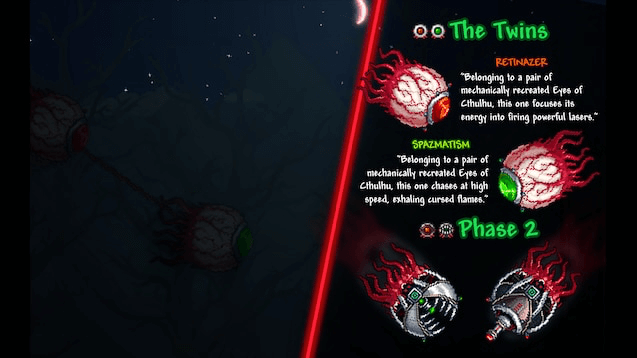 The Twins
RETINAZER
"Belonging to a pair of
mechanically recreated Eyes of
Cthulhu, this one focuses its
energy into firing powerful lasers."
SPAZMATISM
"Belonging to a pair of
mechanically recreated Eyes of
Cthulhu, this one chases at high
speed, exhaling cursed flames."
Phase 2